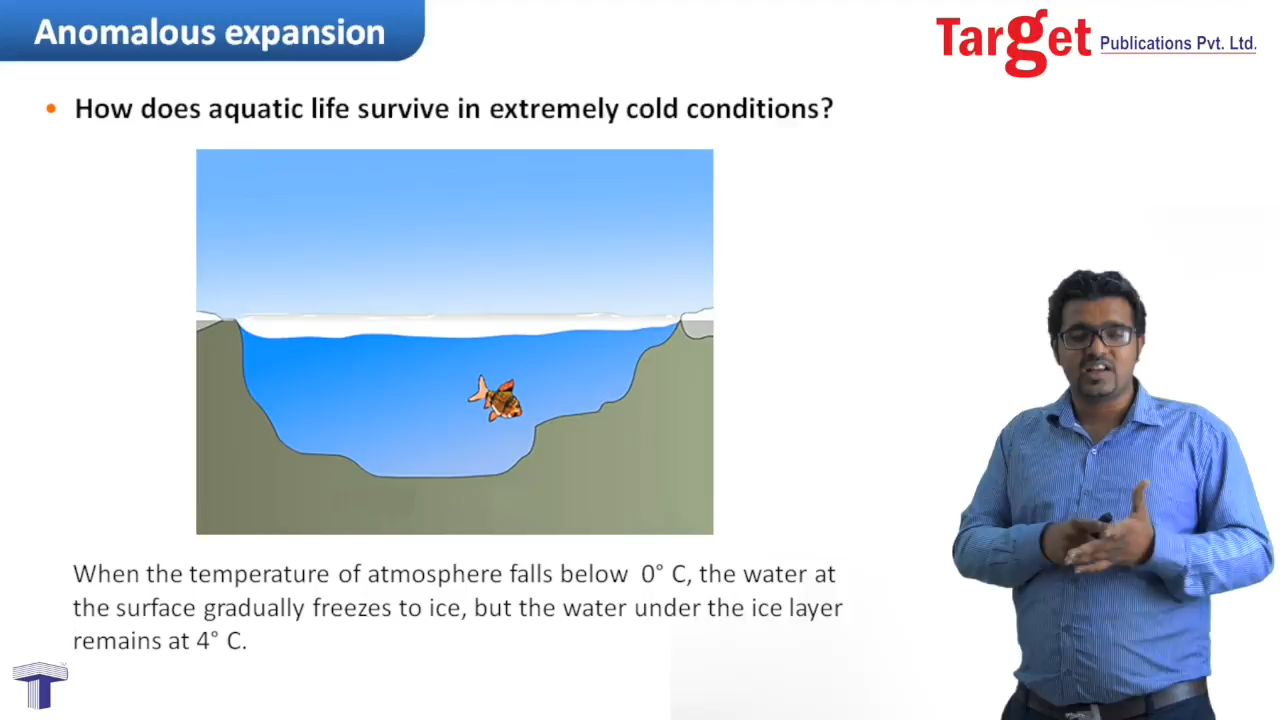 Anomalous expansion
Target Publications Pvt. Ltd.
• How does aquatic life survive in extremely cold conditions?
When the temperature of atmosphere falls below 0° C, the water at
the surface gradually freezes to ice, but the water under the ice layer
remains at 4° C.